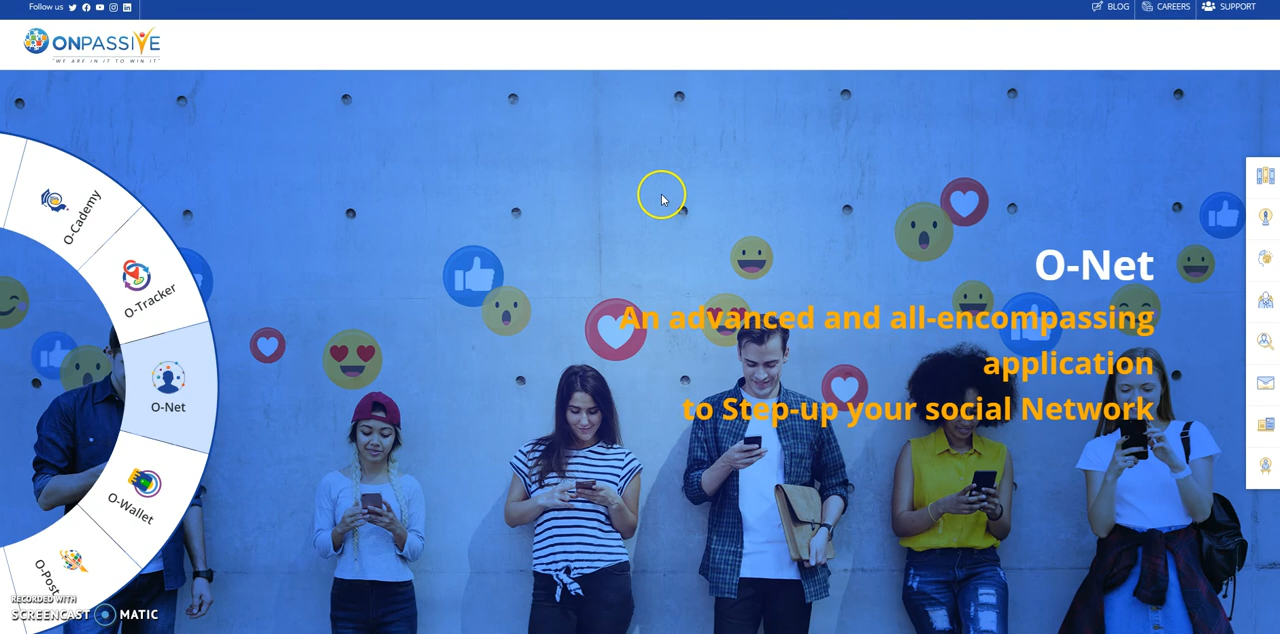 Follow us
BLOG
CAREERS
SUPPORT
ONPASSIVE
"WE ARE IN IT TO WIN IT"
O-Cademy
O-Tracker
O-Net
O-Wallet
O-Post
O-Net
An advanced and all-encompassing
application
to Step-up your social Network
RECORDED WITH
SCREENCAST MATIC